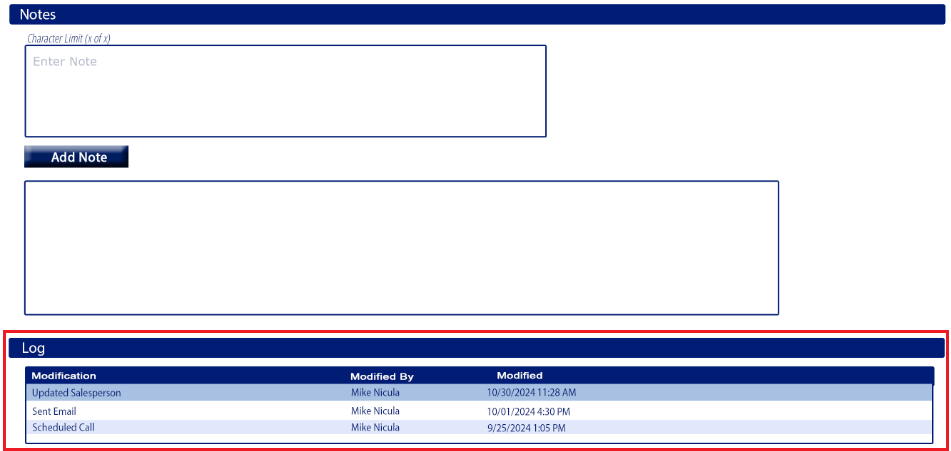 Notes
Character Limit (x of x)
Enter Note
Add Note
Log
Modification Modified By Modified
Updated Salesperson Mike Nicula 10/30/2024 11:28 AM
Sent Email Mike Nicula 10/01/2024 4:30 PM
Scheduled Call Mike Nicula 9/25/2024 1:05 PM